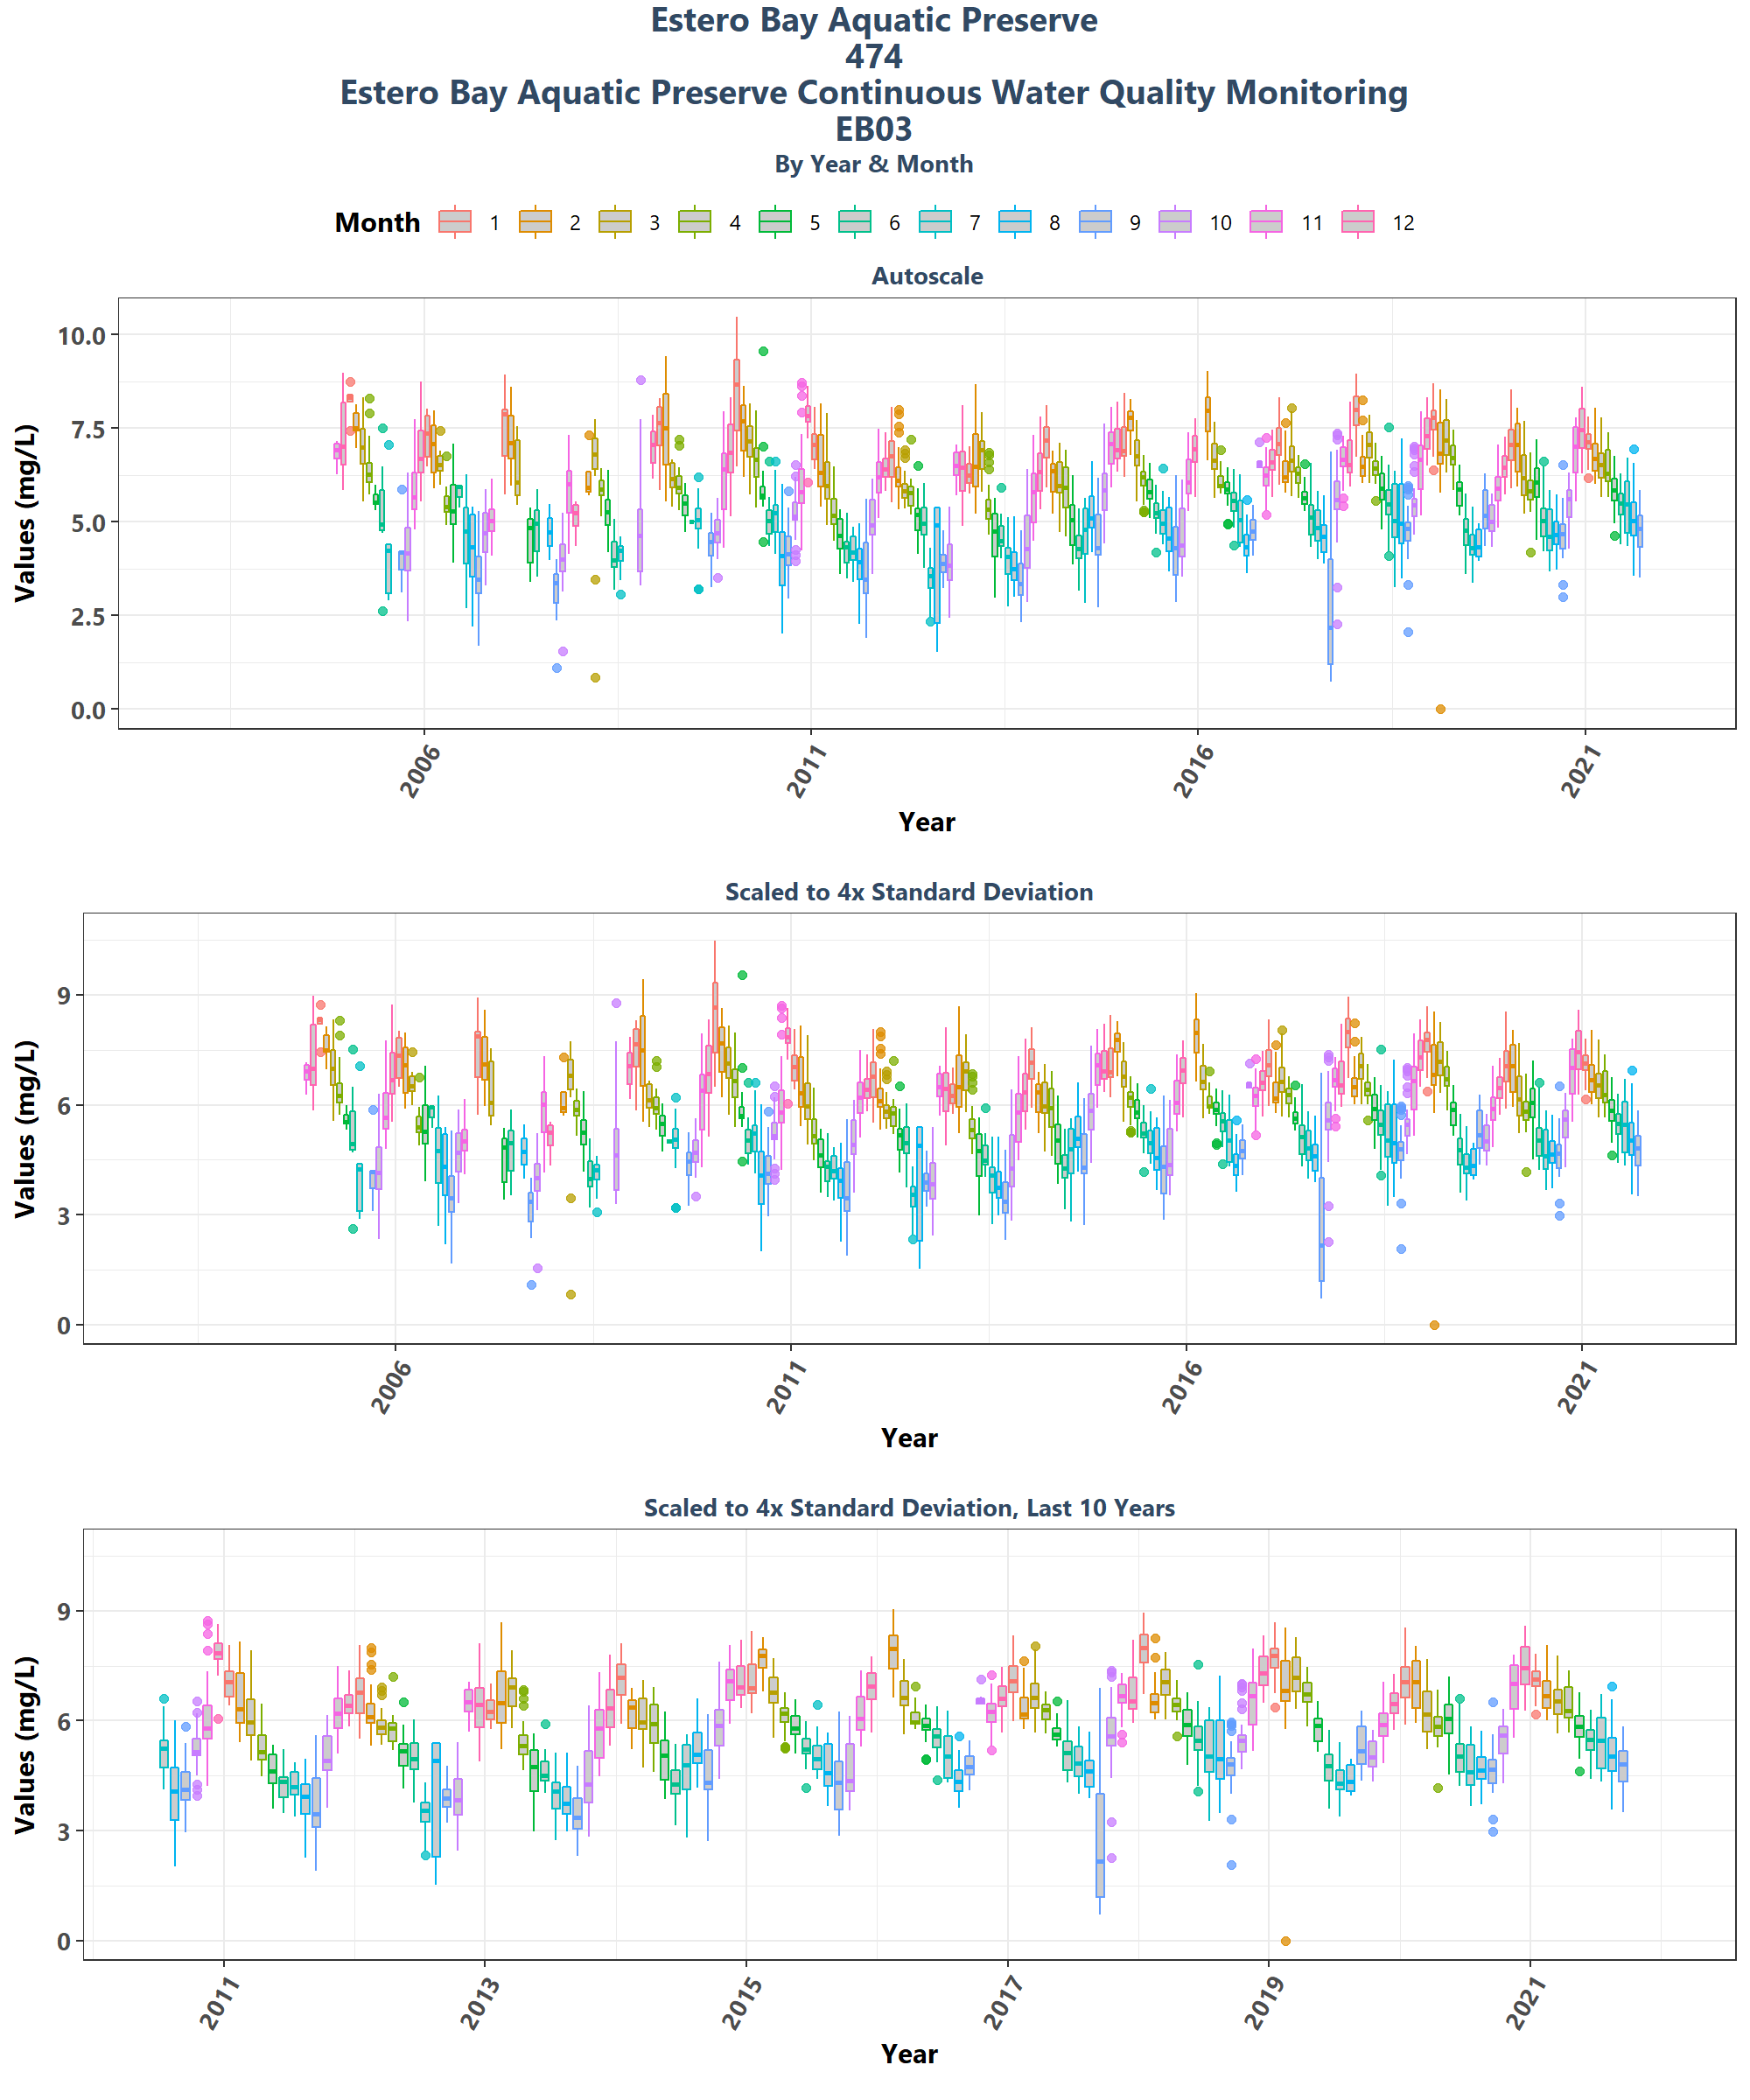 Estero Bay Aquatic Preserve
474
Estero Bay Aquatic Preserve Continuous Water Quality Monitoring
EB03
By Year & Month
Month 1 2 3 4 5 6 7 8 9 10 11 12
Autoscale
Values (mg/L)
10.0
7.5
5.0
2.5
0.0
2006 2011 2016 2021
Year
Scaled to 4x Standard Deviation
Values (mg/L)
9
6
3
0
2006 2011 2016 2021
Year
Scaled to 4x Standard Deviation, Last 10 Years
Values (mg/L)
9
6
3
0
2011 2013 2015 2017 2019 2021
Year